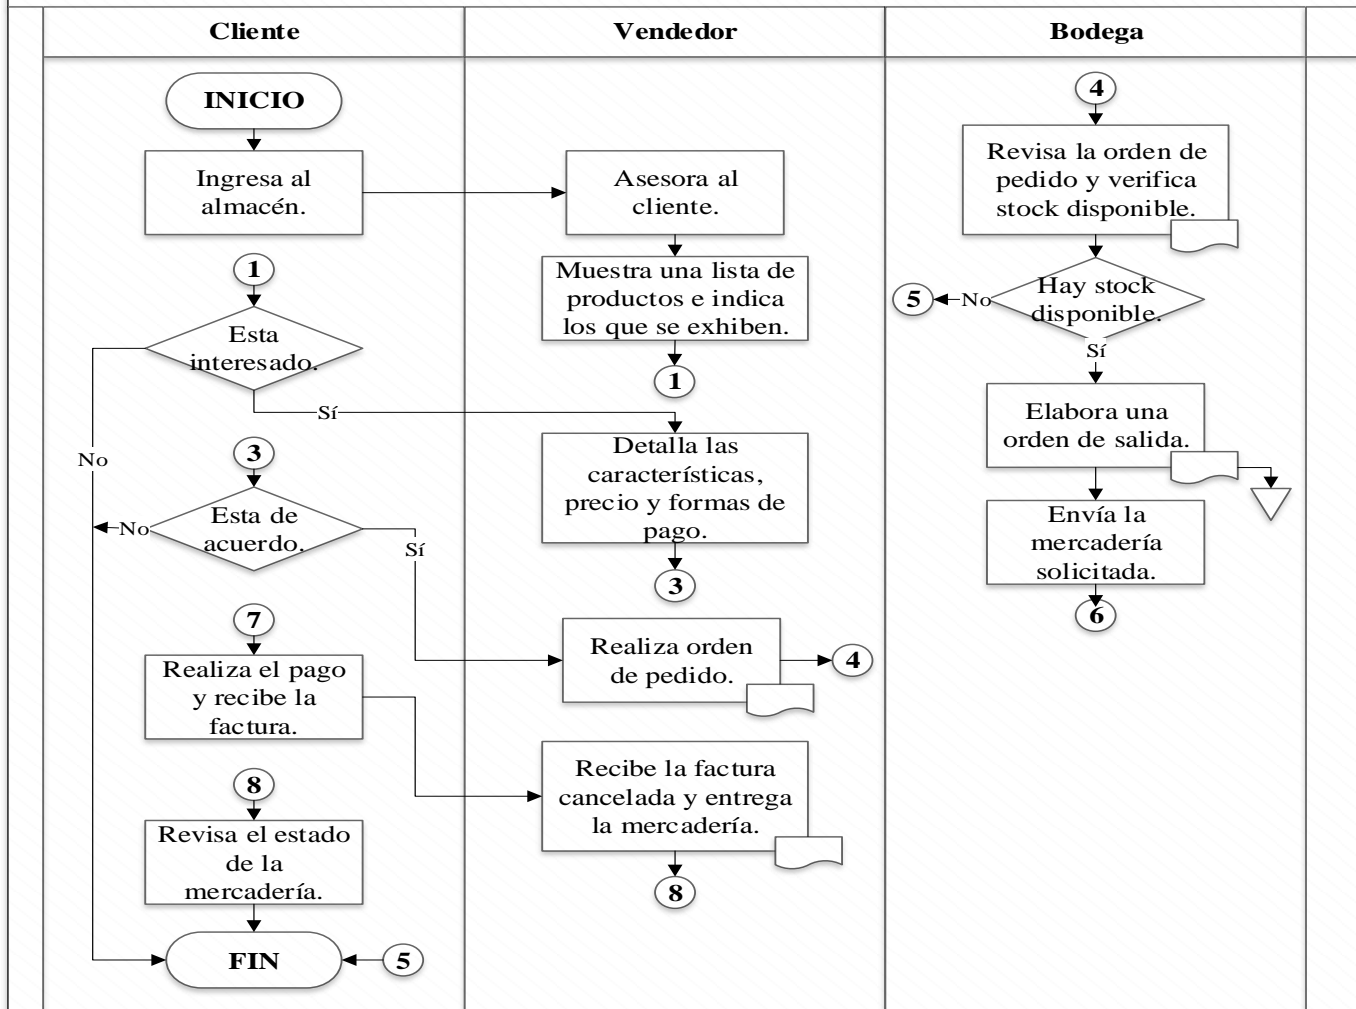 Cliente
Vendedor
Bodega
INICIO
Ingresa al
almacén.
1
Esta
interesado.
Sí
No
3
Esta de
acuerdo.
No
Sí
7
Realiza el pago
y recibe la
factura.
8
Revisa el estado
de la
mercadería.
FIN
5
Asesora al
cliente.
Muestra una lista de
productos e indica
los que se exhiben.
1
Detalla las
características,
precio y formas de
pago.
3
Realiza orden
de pedido.
4
Recibe la factura
cancelada y entrega
la mercadería.
8
4
Revisa la orden de
pedido y verifica
stock disponible.
Hay stock
disponible.
No
5
Sí
Elabora una
orden de salida.
Envía la
mercadería
solicitada.
6